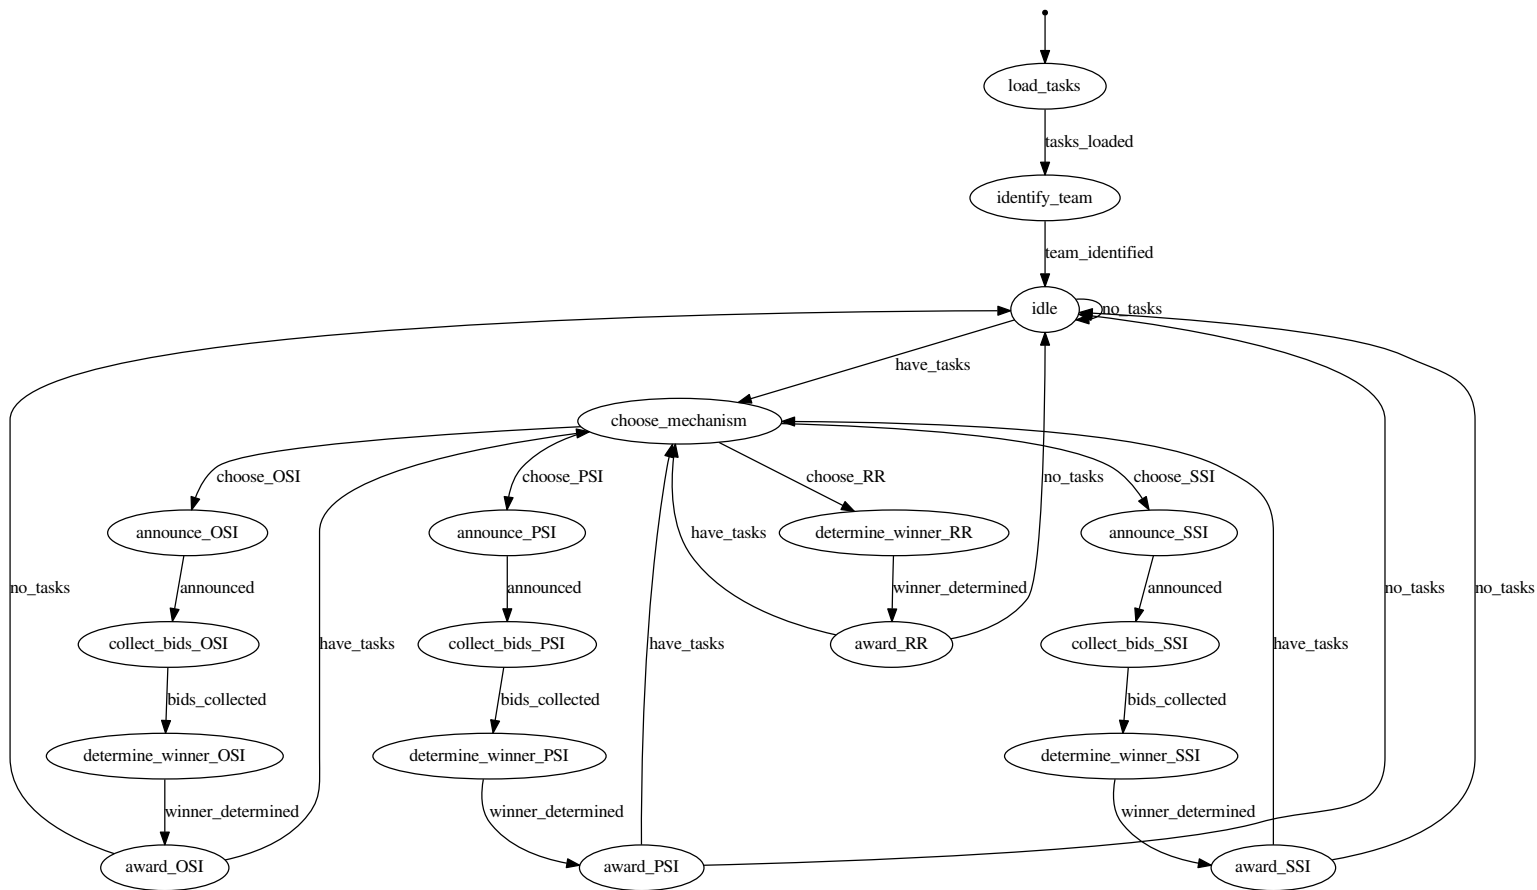 load_tasks
tasks_loaded
identify_team
team_identified
idle
no_tasks
have_tasks
choose_mechanism
choose_OSI
choose_PSI
choose_RR
no_tasks
choose_SSI
announce_OSI
announce_PSI
have_tasks
determine_winner_RR
announce_SSI
no_tasks
announced
announced
winner_determined
announced
no_tasks
no_tasks
collect_bids_OSI
have_tasks
collect_bids_PSI
have_tasks
award_RR
collect_bids_SSI
have_tasks
bids_collected
bids_collected
bids_collected
determine_winner_OSI
determine_winner_PSI
determine_winner_SSI
winner_determined
winner_determined
winner_determined
award_OSI
award_PSI
award_SSI